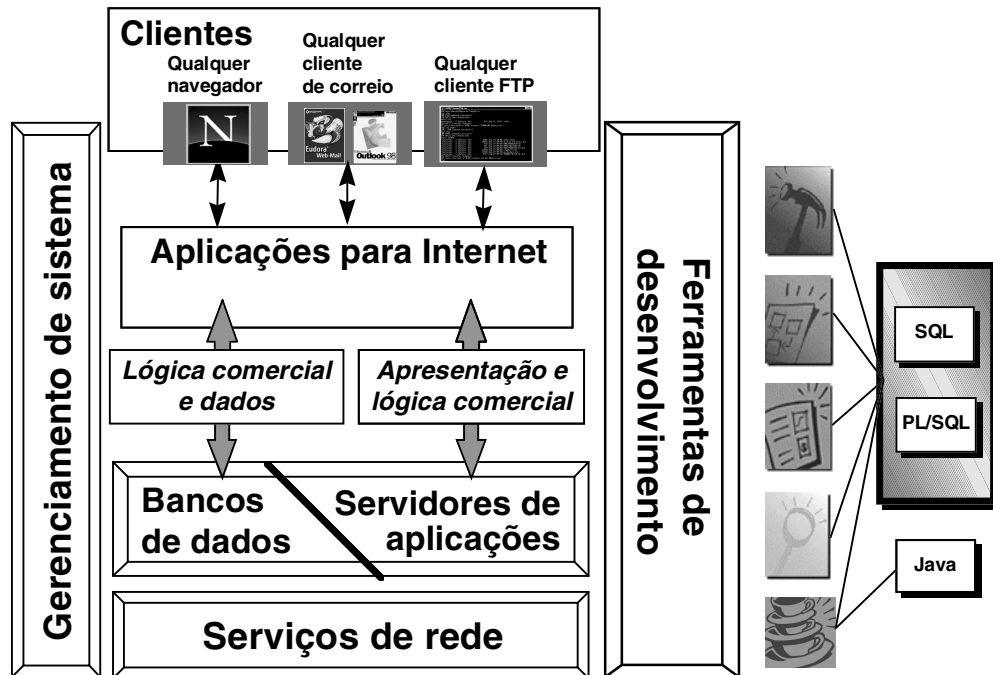 Clientes
Qualquer
navegador
Qualquer
cliente
de correio
Qualquer
cliente FTP
N
Eudora
Web-Mail
Outlook 98
Gerenciamento de sistema
Aplicações para Internet
Lógica comercial
e dados
Apresentação e
lógica comercial
Bancos
de dados
Servidores de
aplicações
Serviços de rede
Ferramentas de
desenvolvimento
SQL
PL/SQL
Java